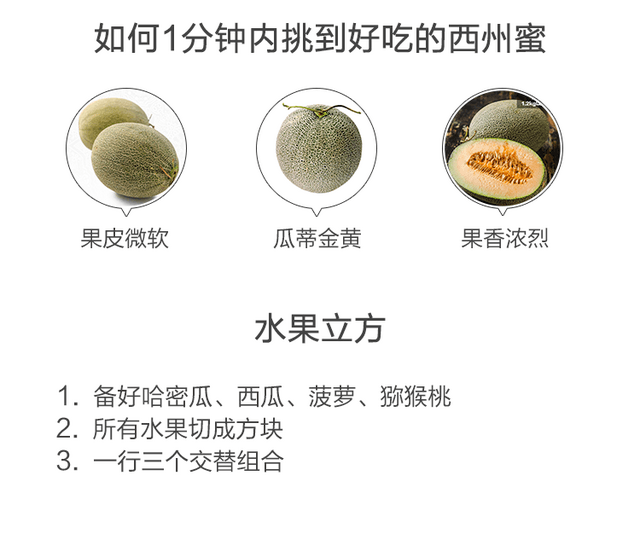 如何1分钟内挑到好吃的西州蜜
1.2kg
果皮微软
瓜蒂金黄
果香浓烈
水果立方
1. 备好哈密瓜、西瓜、菠萝、猕猴桃
2. 所有水果切成方块
3. 一行三个交替组合